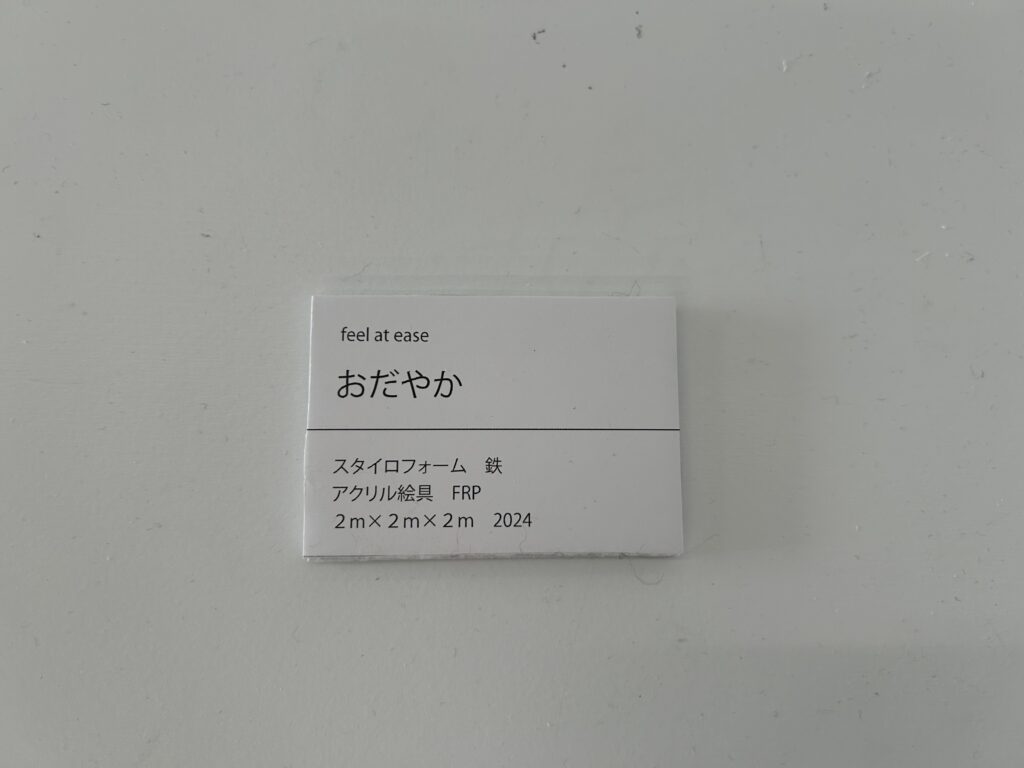 feel at ease
おだやか
スタイロフォーム　鉄
アクリル絵具　FRP
２ｍ×２ｍ×２ｍ　2024